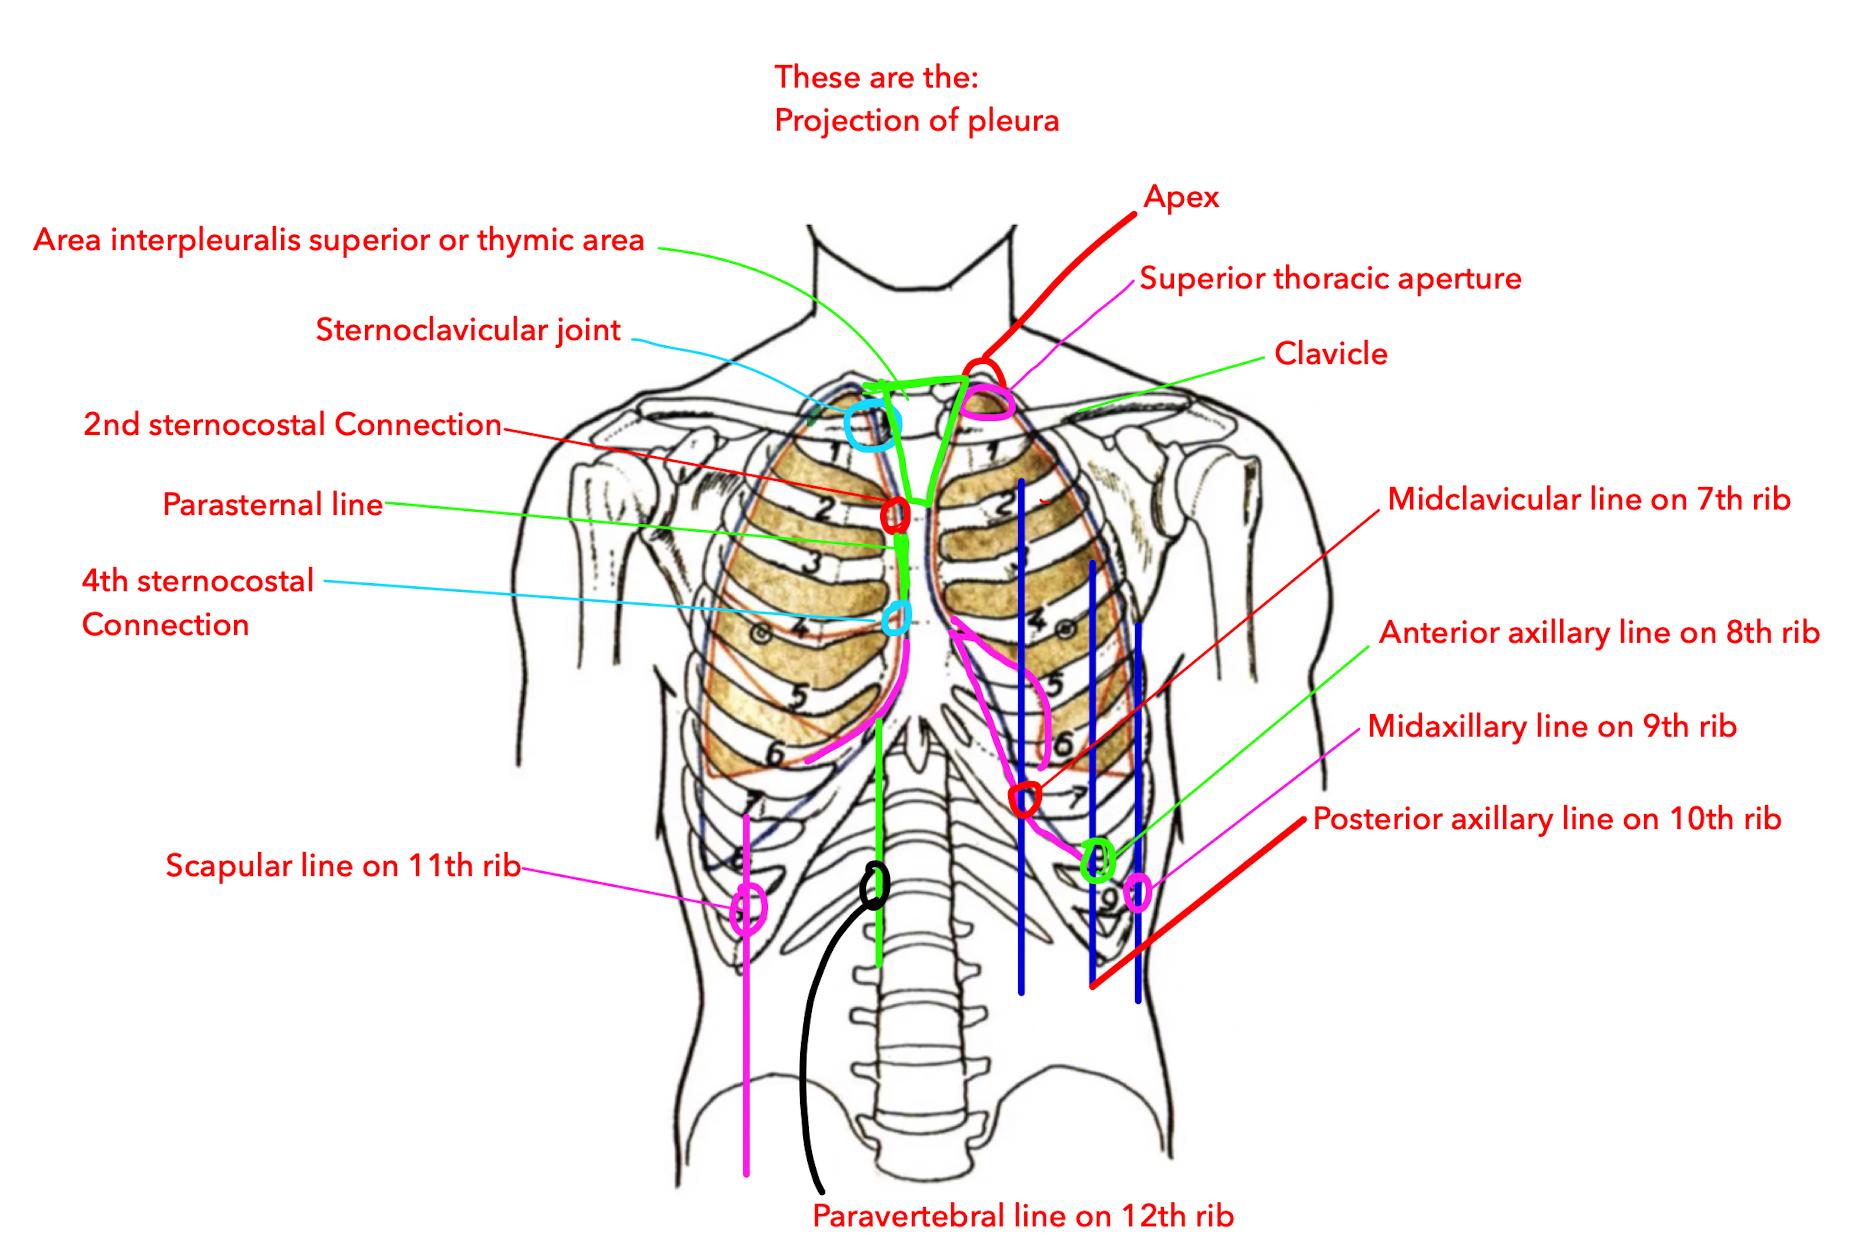 These are the:
Projection of pleura
Apex
Area interpleuralis superior or thymic area
Superior thoracic aperture
Sternoclavicular joint
Clavicle
2nd sternocostal Connection
Parasternal line
Midclavicular line on 7th rib
4th sternocostal
Connection
Anterior axillary line on 8th rib
Midaxillary line on 9th rib
Posterior axillary line on 10th rib
Scapular line on 11th rib
Paravertebral line on 12th rib
1
1
2
2
3
4
4
5
5
6
6
7
7
9